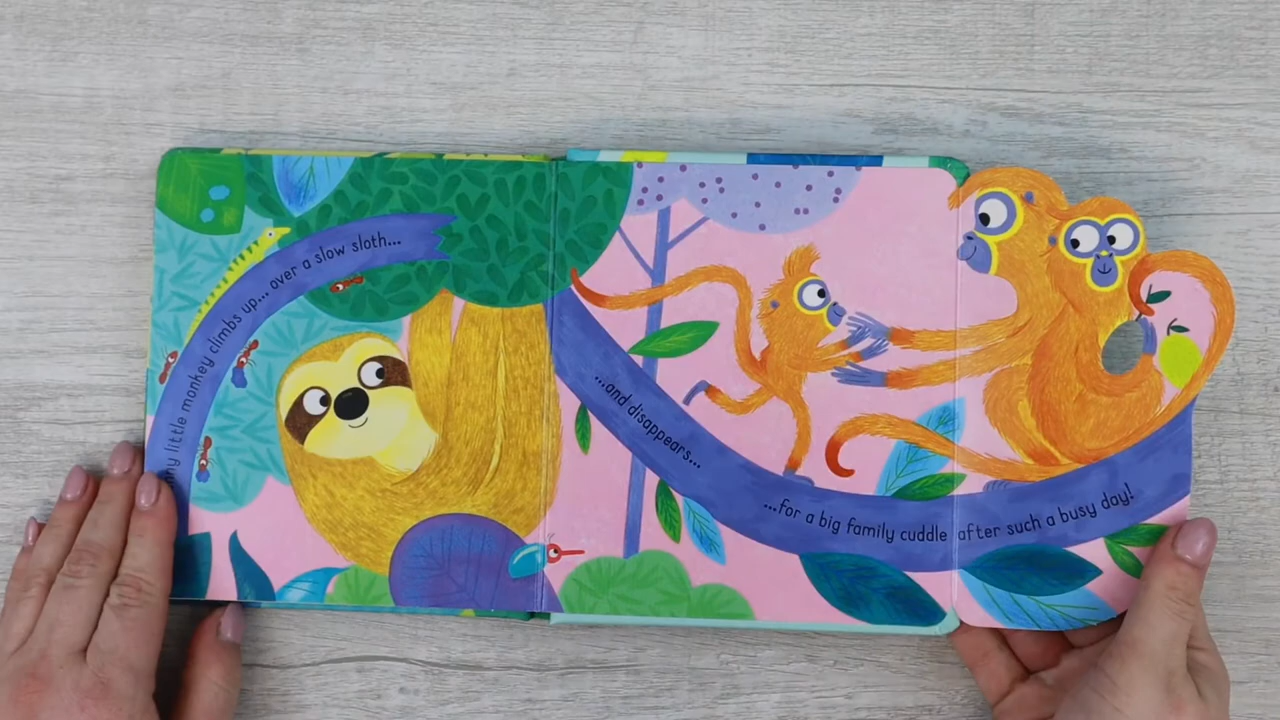 little monkey climbs up... over a slow sloth...
...and disappears...
...for a big family cuddle after such a busy day!